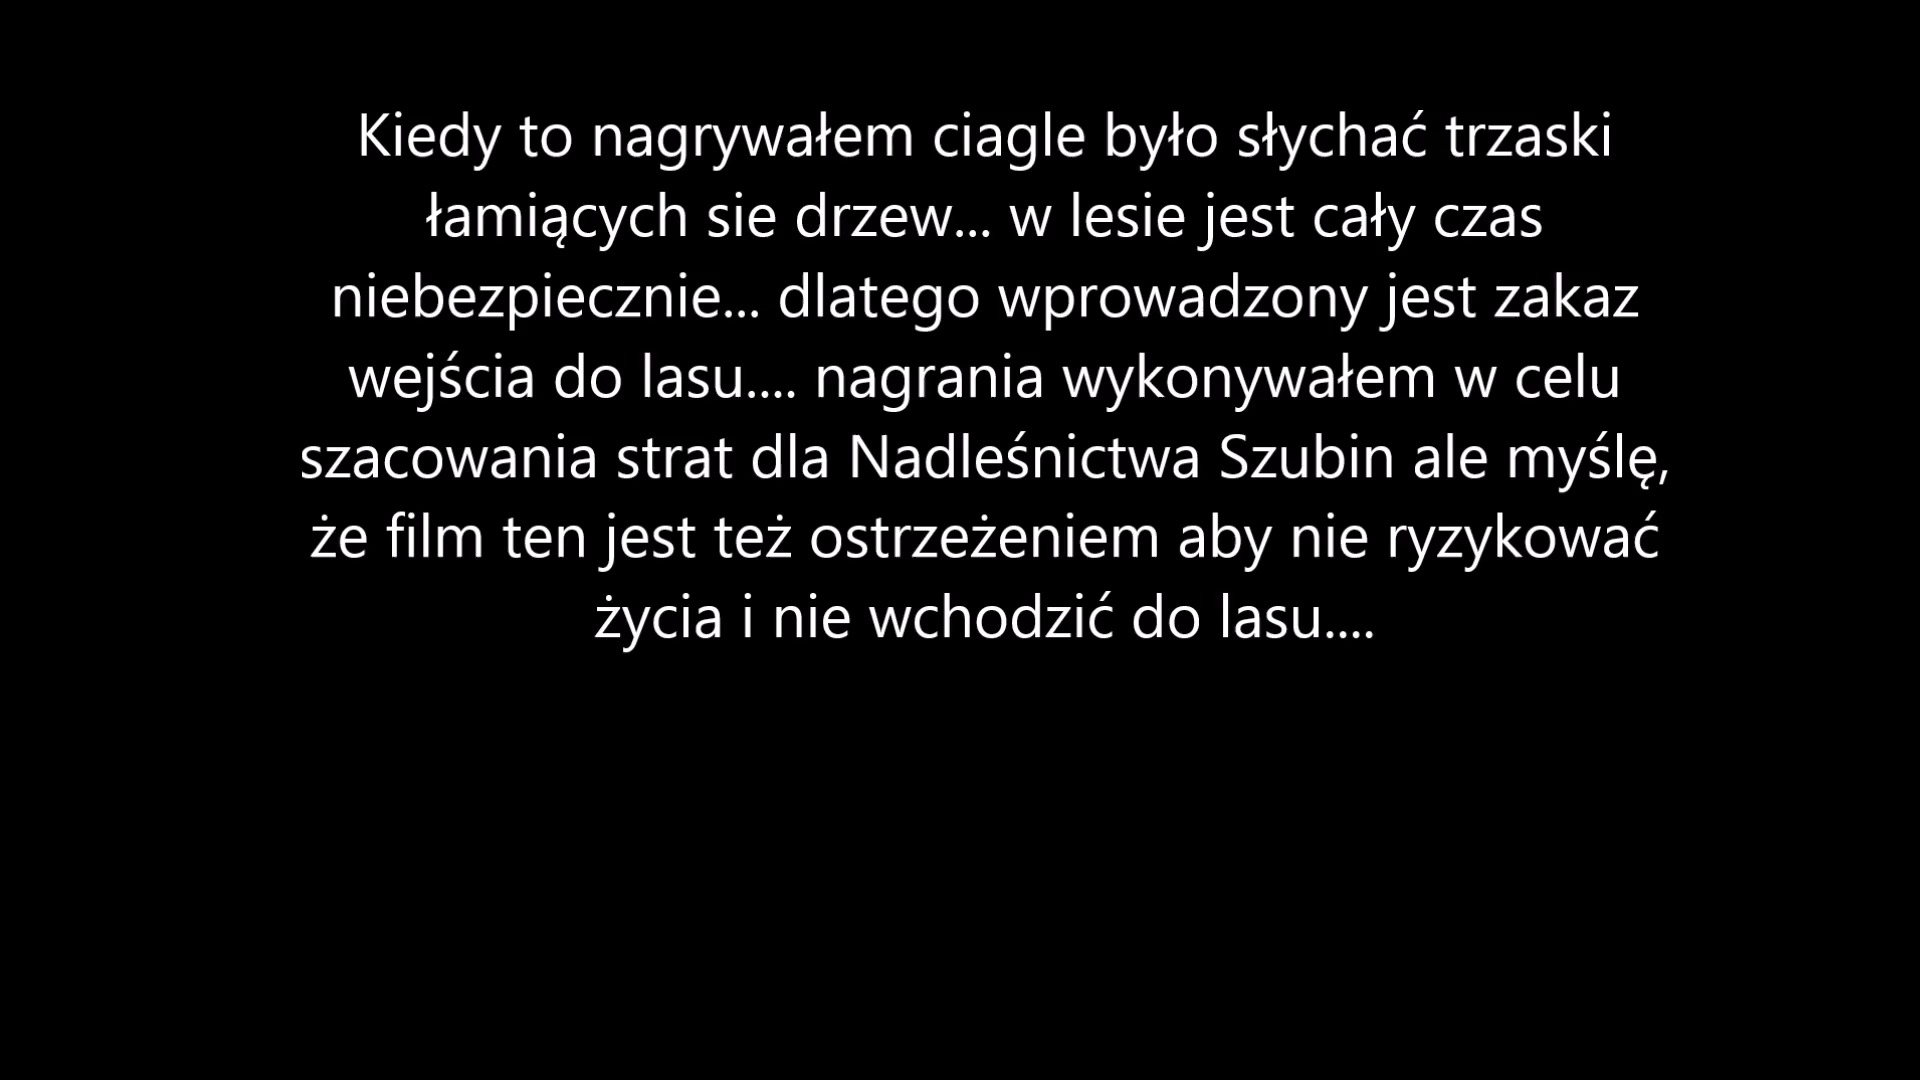 Kiedy to nagrywałem ciagle było słychać trzaski
łamiących sie drzew... w lesie jest cały czas
niebezpiecznie... dlatego wprowadzony jest zakaz
wejścia do lasu.... nagrania wykonywałem w celu
szacowania strat dla Nadleśnictwa Szubin ale myślę,
że film ten jest też ostrzeżeniem aby nie ryzykować
życia i nie wchodzić do lasu....